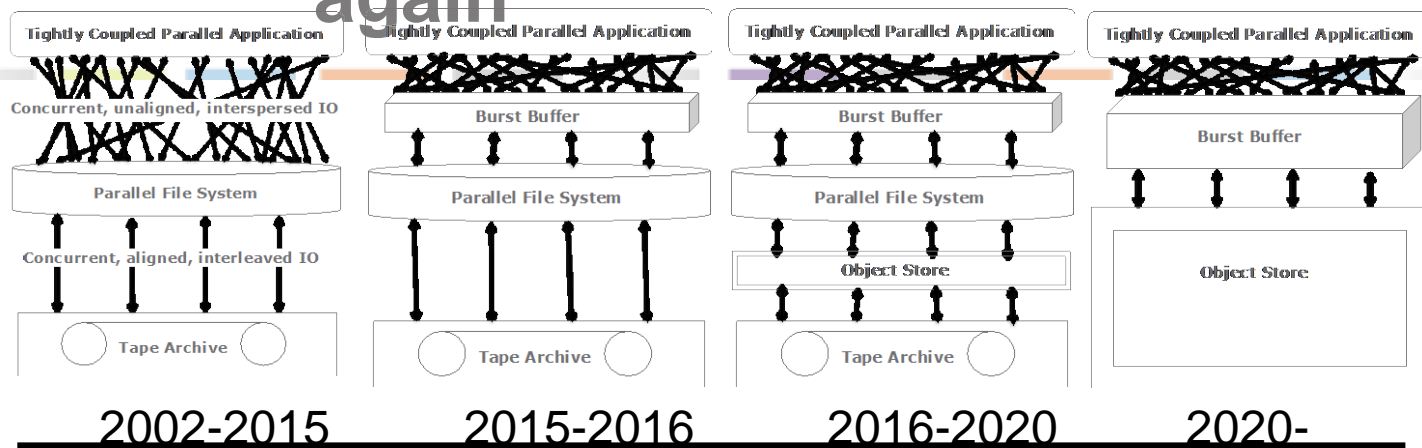 again
Tightly Coupled Parallel Application
Concurrent, unaligned, interspersed IO
Parallel File System
Concurrent, aligned, interleaved IO
Tape Archive
2002-2015
Tightly Coupled Parallel Application
Burst Buffer
Parallel File System
Tape Archive
2015-2016
Tightly Coupled Parallel Application
Burst Buffer
Parallel File System
Object Store
Tape Archive
2016-2020
Tightly Coupled Parallel Application
Burst Buffer
Object Store
2020-